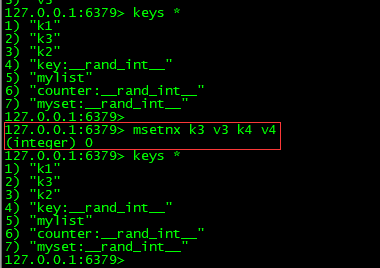 3) "v3"
127.0.0.1:6379> keys *
1) "k1"
2) "k3"
3) "k2"
4) "key:__rand_int__"
5) "mylist"
6) "counter:__rand_int__"
7) "myset:__rand_int__"
127.0.0.1:6379>
127.0.0.1:6379> msetnx k3 v3 k4 v4
(integer) 0
127.0.0.1:6379> keys *
1) "k1"
2) "k3"
3) "k2"
4) "key:__rand_int__"
5) "mylist"
6) "counter:__rand_int__"
7) "myset:__rand_int__"
127.0.0.1:6379>